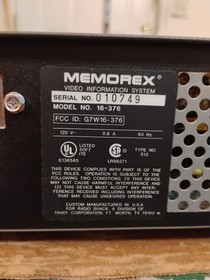 MEMOREX®
VIDEO INFORMATION SYSTEM
SERIAL NO. 010749
MODEL NO. 16-376
FCC ID: G7W16-376
120 V~ 0.6 A 60 Hz
UL®
LISTED
50F9
ITE
E136585
LR66271
TYPE NO
513
THIS DEVICE COMPLIES WITH PART 15 OF THE
FCC RULES. OPERATION IS SUBJECT TO THE
FOLLOWING TWO CONDITIONS: (1) THIS DEVICE
MAY NOT CAUSE HARMFUL INTERFERENCE AND
(2) THIS DEVICE MUST ACCEPT ANY INTER-
FERENCE RECEIVED INCLUDING INTERFERENCE
THAT MAY CAUSE UNDESIRED OPERATION.
CUSTOM MANUFACTURED IN U.S.A.
FOR RADIO SHACK, A DIVISION OF
TANDY CORPORATION, FT. WORTH, TX 76102